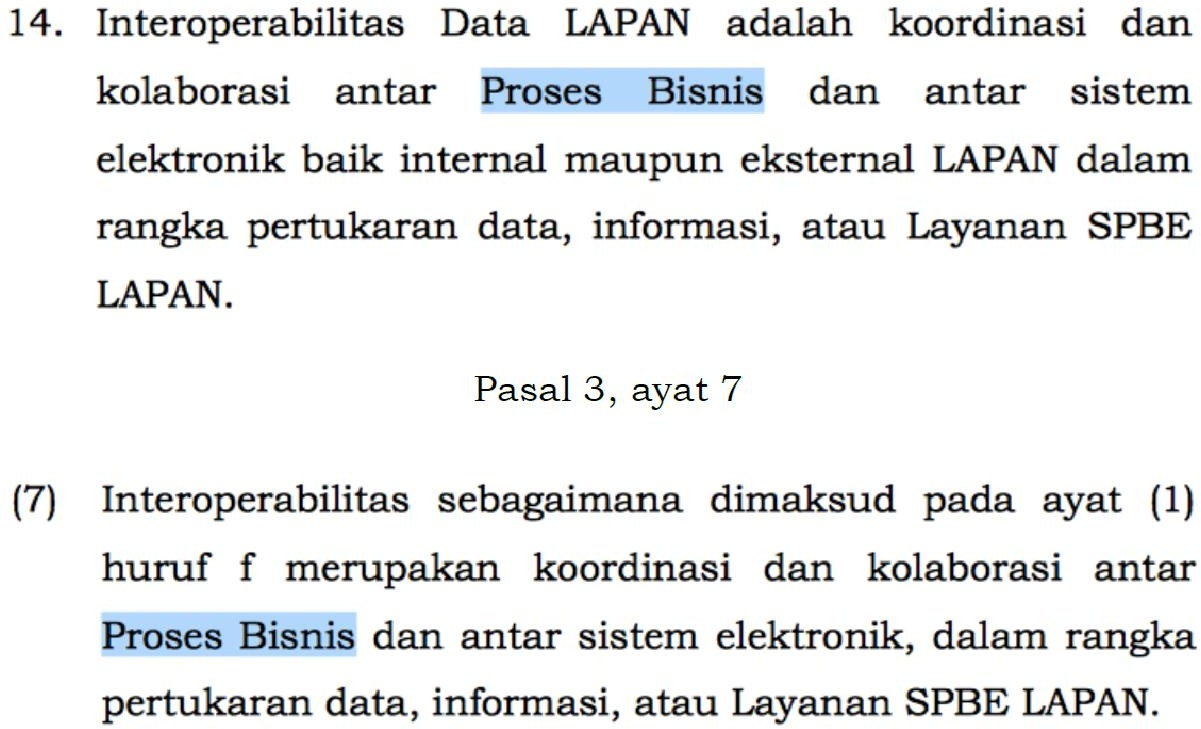 14. Interoperabilitas Data LAPAN adalah koordinasi dan
kolaborasi antar Proses Bisnis dan antar sistem
elektronik baik internal maupun eksternal LAPAN dalam
rangka pertukaran data, informasi, atau Layanan SPBE
LAPAN.
Pasal 3, ayat 7
(7) Interoperabilitas sebagaimana dimaksud pada ayat (1)
huruf f merupakan koordinasi dan kolaborasi antar
Proses Bisnis dan antar sistem elektronik, dalam rangka
pertukaran data, informasi, atau Layanan SPBE LAPAN.